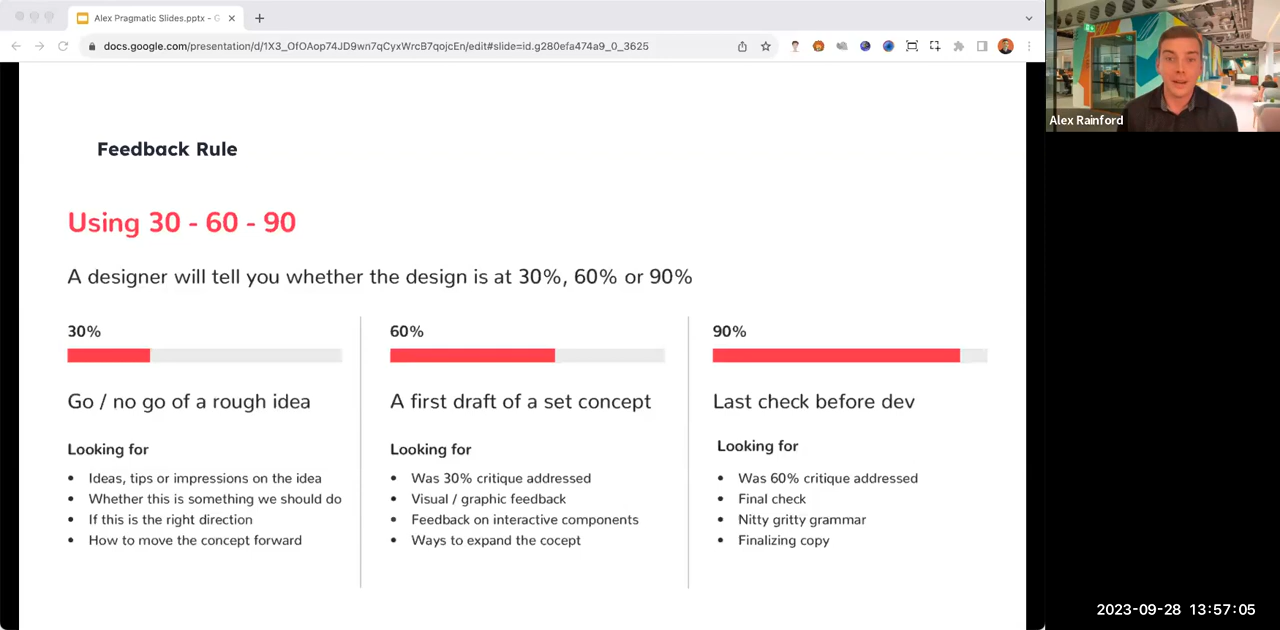 Alex Pragmatic Slides.pptx - G
docs.google.com/presentation/d/1X3_OfOAop74JD9wn7qCyxWrcB7qojcEn/edit#slide=id.g280efa474a9_0_3625
Alex Rainford
Feedback Rule
Using 30 - 60 - 90
A designer will tell you whether the design is at 30%, 60% or 90%
30%
Go / no go of a rough idea
Looking for
• Ideas, tips or impressions on the idea
• Whether this is something we should do
• If this is the right direction
• How to move the concept forward
60%
A first draft of a set concept
Looking for
• Was 30% critique addressed
• Visual / graphic feedback
• Feedback on interactive components
• Ways to expand the cocept
90%
Last check before dev
Looking for
• Was 60% critique addressed
• Final check
• Nitty gritty grammar
• Finalizing copy
2023-09-28 13:57:05